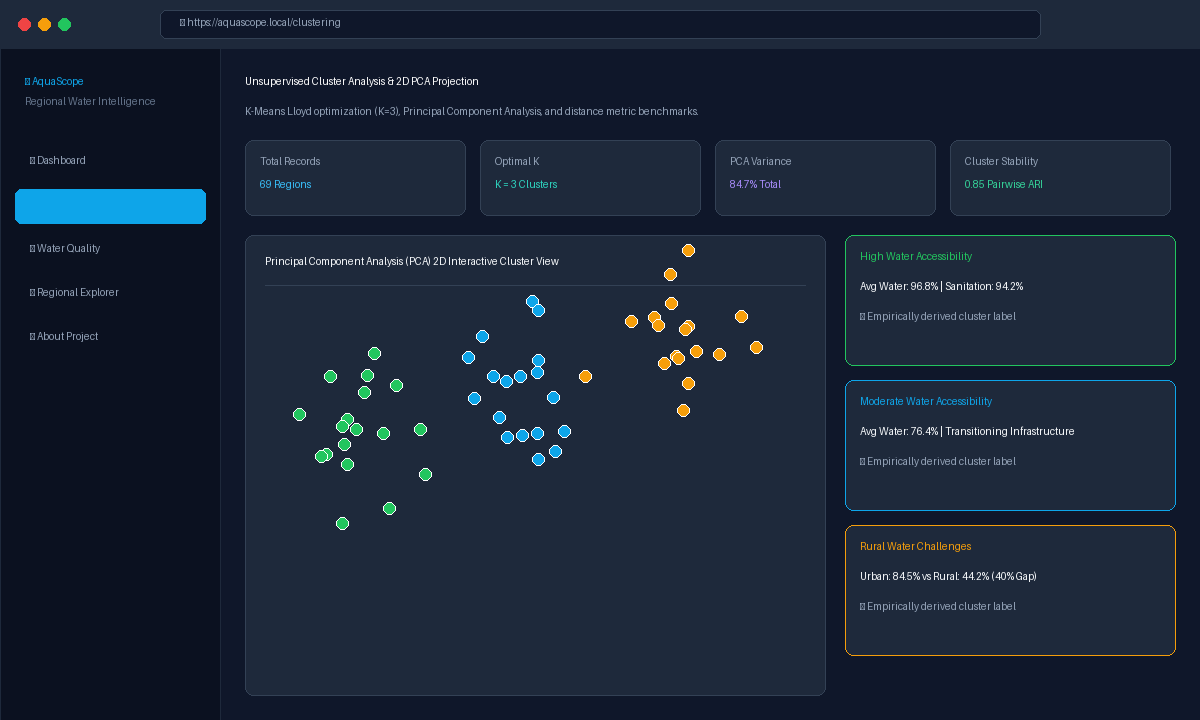 https://aquascope.local/clustering
AquaScope
Regional Water Intelligence
Dashboard
Water Quality
Regional Explorer
About Project
Unsupervised Cluster Analysis & 2D PCA Projection
K-Means Lloyd optimization (K=3), Principal Component Analysis, and distance metric benchmarks.
Total Records
69 Regions
Optimal K
K = 3 Clusters
PCA Variance
84.7% Total
Cluster Stability
0.85 Pairwise ARI
Principal Component Analysis (PCA) 2D Interactive Cluster View
High Water Accessibility
Avg Water: 96.8% | Sanitation: 94.2%
Empirically derived cluster label
Moderate Water Accessibility
Avg Water: 76.4% | Transitioning Infrastructure
Empirically derived cluster label
Rural Water Challenges
Urban: 84.5% vs Rural: 44.2% (40% Gap)
Empirically derived cluster label